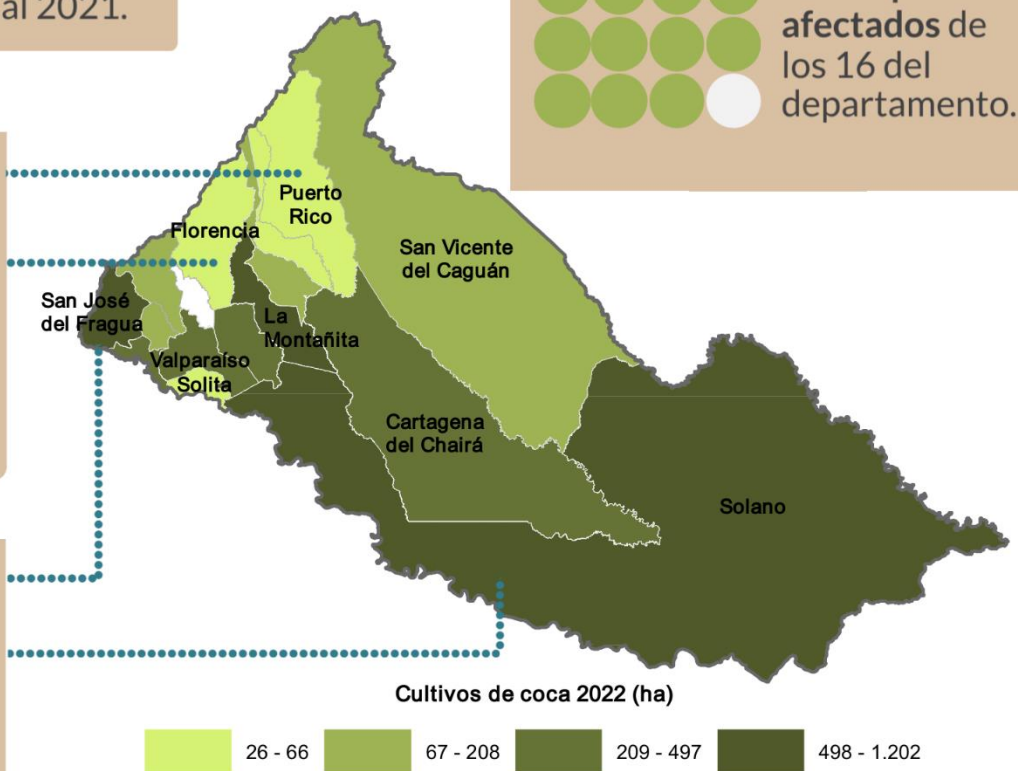 al 2021.
afectados de
los 16 del
departamento.
Puerto
Rico
Florencia
San Vicente
del Caguán
San José
del Fragua
La
Montañita
Valparaíso
Solita
Cartagena
del Chairá
Solano
Cultivos de coca 2022 (ha)
26 - 66
67 - 208
209 - 497
498 - 1.202